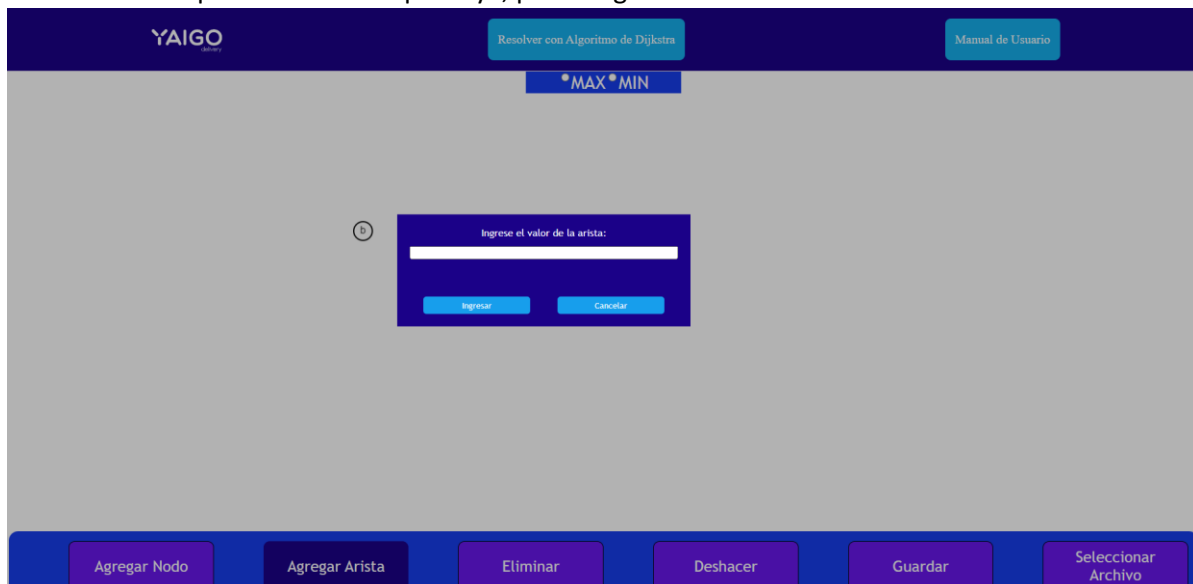 YAIGO
delivery
Resolver con Algoritmo de Dijkstra
Manual de Usuario
MAX MIN
b
Ingrese el valor de la arista:
Ingresar Cancelar
Agregar Nodo Agregar Arista Eliminar Deshacer Guardar Seleccionar
Archivo